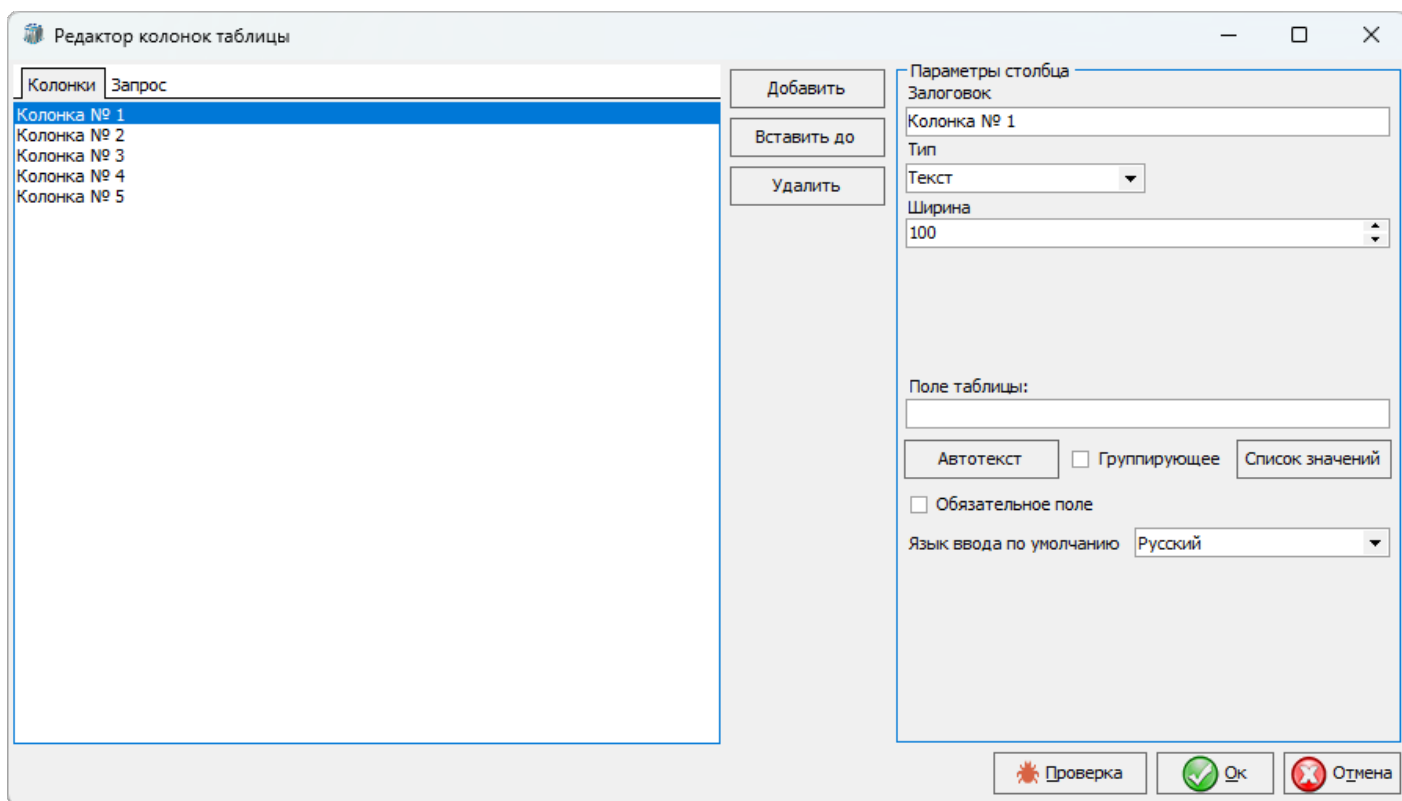 Редактор колонок таблицы
Колонки Запрос
Колонка № 1
Колонка № 2
Колонка № 3
Колонка № 4
Колонка № 5
Добавить
Вставить до
Удалить
Параметры столбца
Залоговок
Колонка № 1
Тип
Текст
Ширина
100
Поле таблицы:
Автотекст Группирующее Список значений
Обязательное поле
Язык ввода по умолчанию Русский
Проверка Ок Отмена